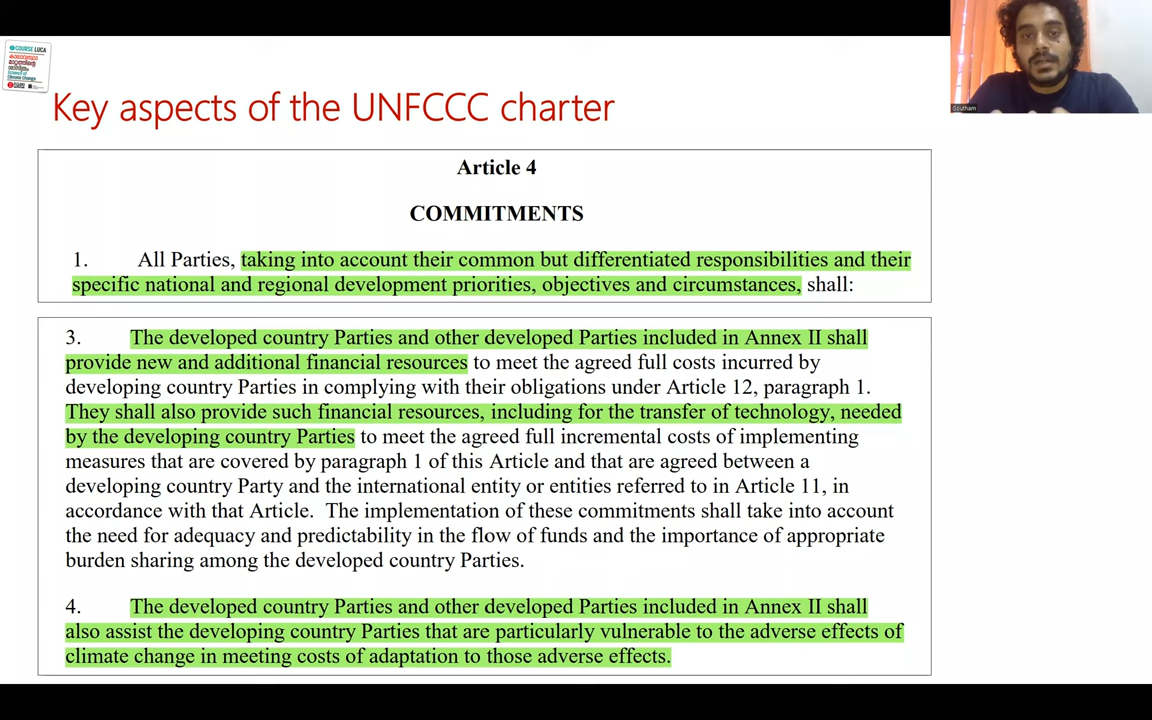 COURSE LUCA
Climate Change
Goutham
Key aspects of the UNFCCC charter
Article 4
COMMITMENTS
1. All Parties, taking into account their common but differentiated responsibilities and their
specific national and regional development priorities, objectives and circumstances, shall:
3. The developed country Parties and other developed Parties included in Annex II shall
provide new and additional financial resources to meet the agreed full costs incurred by
developing country Parties in complying with their obligations under Article 12, paragraph 1.
They shall also provide such financial resources, including for the transfer of technology, needed
by the developing country Parties to meet the agreed full incremental costs of implementing
measures that are covered by paragraph 1 of this Article and that are agreed between a
developing country Party and the international entity or entities referred to in Article 11, in
accordance with that Article. The implementation of these commitments shall take into account
the need for adequacy and predictability in the flow of funds and the importance of appropriate
burden sharing among the developed country Parties.
4. The developed country Parties and other developed Parties included in Annex II shall
also assist the developing country Parties that are particularly vulnerable to the adverse effects of
climate change in meeting costs of adaptation to those adverse effects.